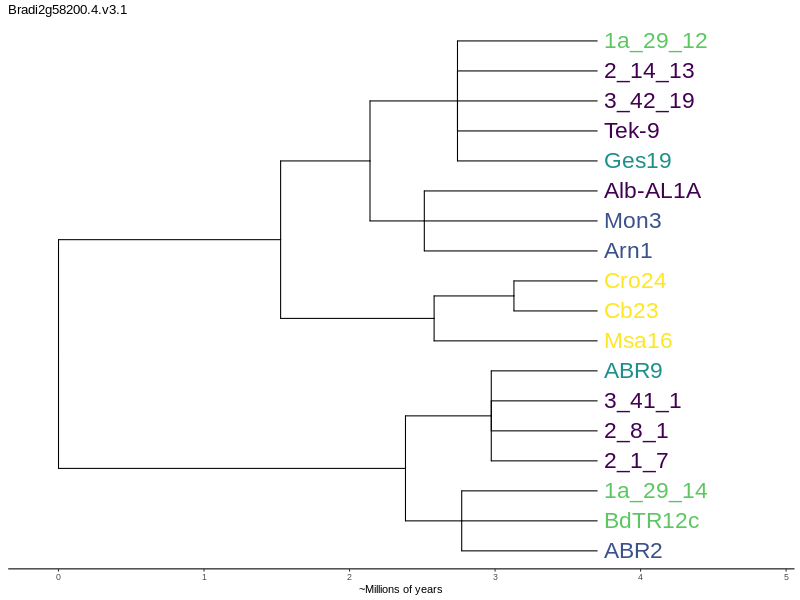 Bradi2g58200.4.v3.1
1a_29_12
2_14_13
3_42_19
Tek-9
Ges19
Alb-AL1A
Mon3
Arn1
Cro24
Cb23
Msa16
ABR9
3_41_1
2_8_1
2_1_7
1a_29_14
BdTR12c
ABR2
0 1 2 3 4 5
~Millions of years